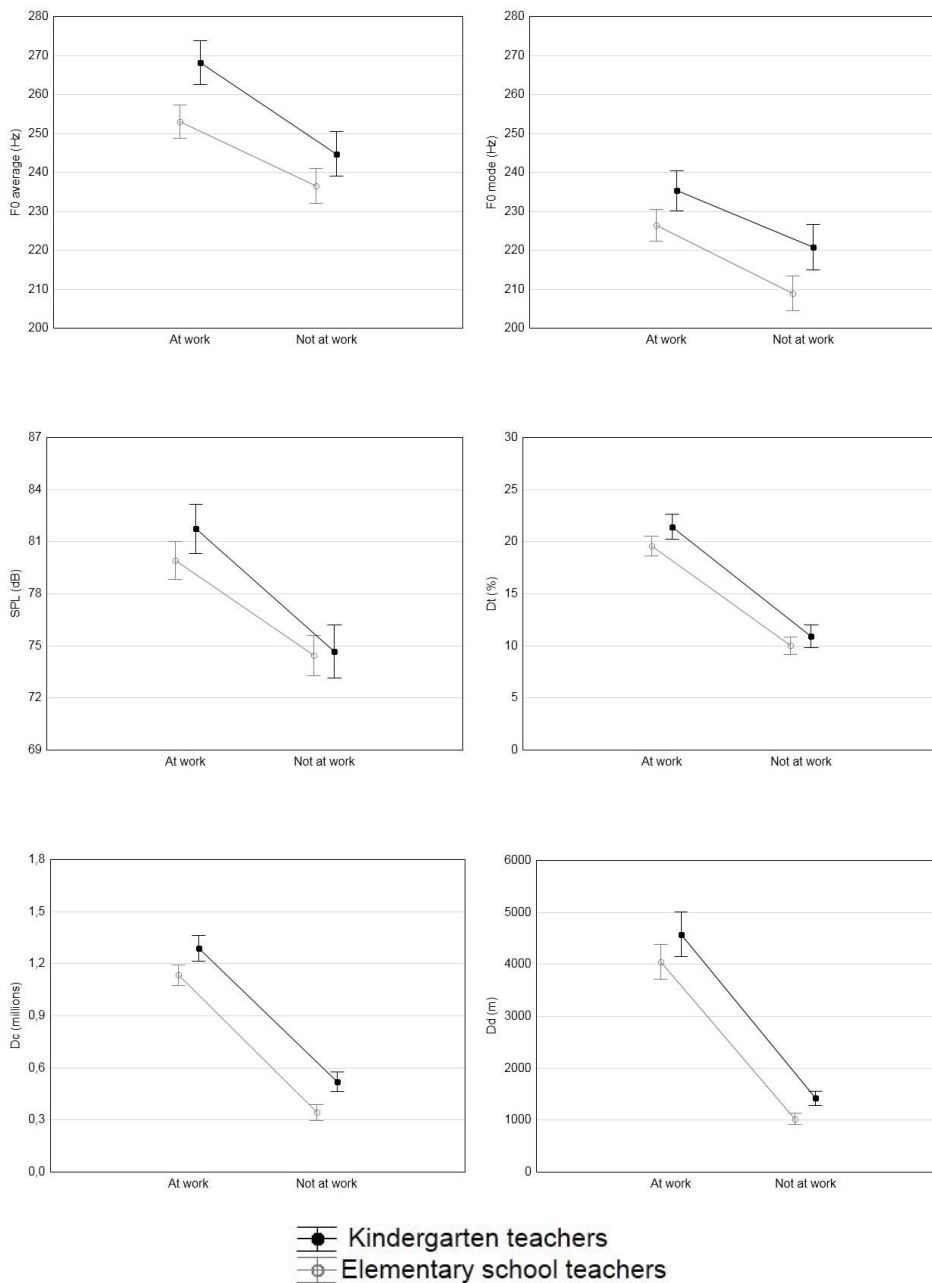 F0 average (Hz)
280
270
260
250
240
230
220
210
200
At work
Not at work
F0 mode (Hz)
280
270
260
250
240
230
220
210
200
At work
Not at work
SPL (dB)
87
84
81
78
75
72
69
At work
Not at work
Dt (%)
30
25
20
15
10
5
0
At work
Not at work
Dc (millions)
1,8
1,5
1,2
0,9
0,6
0,3
0,0
At work
Not at work
Dd (m)
6000
5000
4000
3000
2000
1000
0
At work
Not at work
Kindergarten teachers
Elementary school teachers